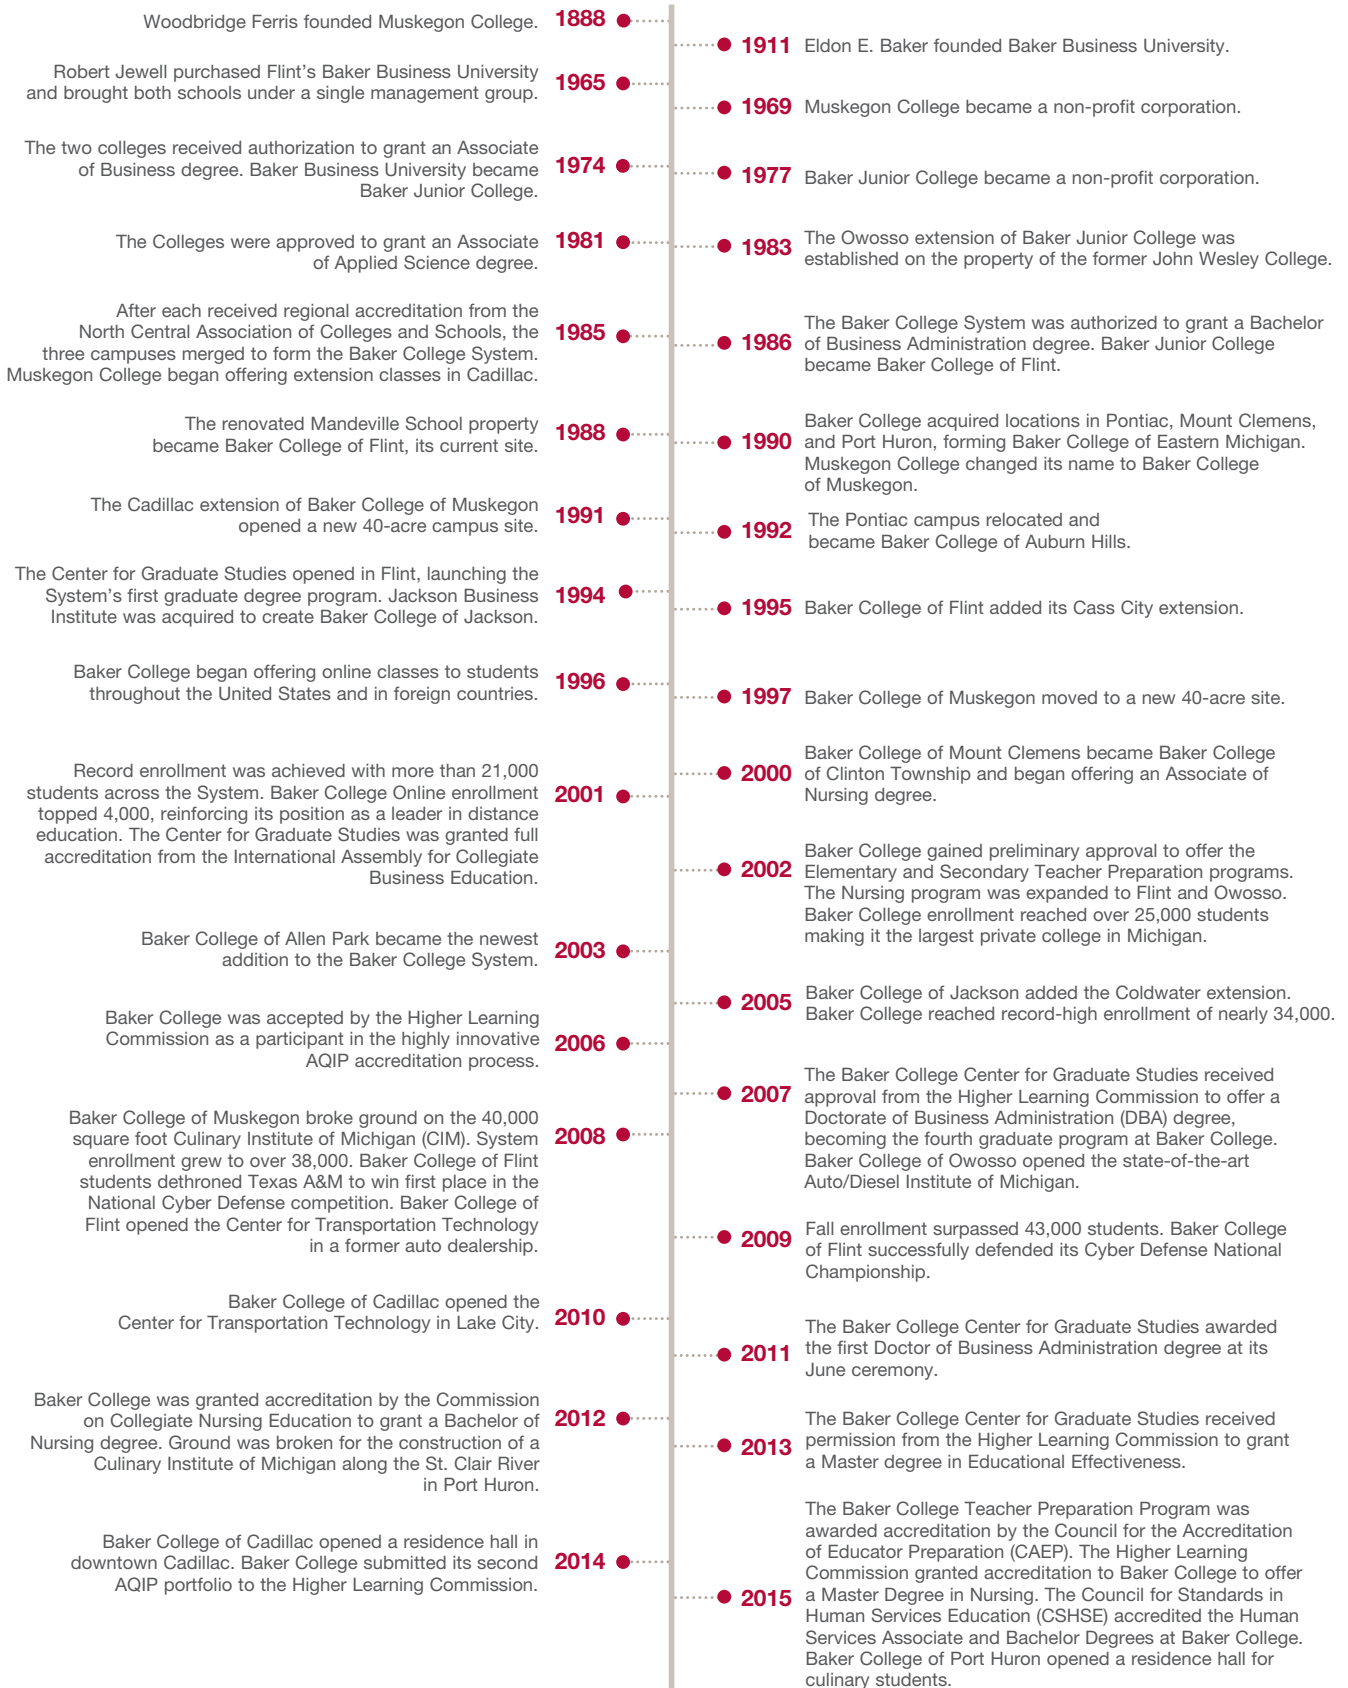 Woodbridge Ferris founded Muskegon College. 1888
1911 Eldon E. Baker founded Baker Business University.
Robert Jewell purchased Flint's Baker Business University
and brought both schools under a single management group.
1965
1969 Muskegon College became a non-profit corporation.
The two colleges received authorization to grant an Associate
of Business degree. Baker Business University became
Baker Junior College.
1974
1977 Baker Junior College became a non-profit corporation.
The Colleges were approved to grant an Associate
of Applied Science degree.
1981
1983
The Owosso extension of Baker Junior College was
established on the property of the former John Wesley College.
After each received regional accreditation from the
North Central Association of Colleges and Schools, the
three campuses merged to form the Baker College System.
Muskegon College began offering extension classes in Cadillac.
1985
1986
The Baker College System was authorized to grant a Bachelor
of Business Administration degree. Baker Junior College
became Baker College of Flint.
The renovated Mandeville School property
became Baker College of Flint, its current site.
1988
1990
Baker College acquired locations in Pontiac, Mount Clemens,
and Port Huron, forming Baker College of Eastern Michigan.
Muskegon College changed its name to Baker College
of Muskegon.
The Cadillac extension of Baker College of Muskegon
opened a new 40-acre campus site.
1991
1992
The Pontiac campus relocated and
became Baker College of Auburn Hills.
The Center for Graduate Studies opened in Flint, launching the
System's first graduate degree program. Jackson Business
Institute was acquired to create Baker College of Jackson.
1994
1995 Baker College of Flint added its Cass City extension.
Baker College began offering online classes to students
throughout the United States and in foreign countries.
1996
1997 Baker College of Muskegon moved to a new 40-acre site.
2000
Baker College of Mount Clemens became Baker College
of Clinton Township and began offering an Associate of
Nursing degree.
Record enrollment was achieved with more than 21,000
students across the System. Baker College Online enrollment
topped 4,000, reinforcing its position as a leader in distance
education. The Center for Graduate Studies was granted full
accreditation from the International Assembly for Collegiate
Business Education.
2001
2002
Baker College gained preliminary approval to offer the
Elementary and Secondary Teacher Preparation programs.
The Nursing program was expanded to Flint and Owosso.
Baker College enrollment reached over 25,000 students
making it the largest private college in Michigan.
Baker College of Allen Park became the newest
addition to the Baker College System.
2003
2005
Baker College of Jackson added the Coldwater extension.
Baker College reached record-high enrollment of nearly 34,000.
Baker College was accepted by the Higher Learning
Commission as a participant in the highly innovative
AQIP accreditation process.
2006
2007
The Baker College Center for Graduate Studies received
approval from the Higher Learning Commission to offer a
Doctorate of Business Administration (DBA) degree,
becoming the fourth graduate program at Baker College.
Baker College of Owosso opened the state-of-the-art
Auto/Diesel Institute of Michigan.
Baker College of Muskegon broke ground on the 40,000
square foot Culinary Institute of Michigan (CIM). System
enrollment grew to over 38,000. Baker College of Flint
students dethroned Texas A&M to win first place in the
National Cyber Defense competition. Baker College of
Flint opened the Center for Transportation Technology
in a former auto dealership.
2008
2009
Fall enrollment surpassed 43,000 students. Baker College
of Flint successfully defended its Cyber Defense National
Championship.
Baker College of Cadillac opened the
Center for Transportation Technology in Lake City.
2010
2011
The Baker College Center for Graduate Studies awarded
the first Doctor of Business Administration degree at its
June ceremony.
Baker College was granted accreditation by the Commission
on Collegiate Nursing Education to grant a Bachelor of
Nursing degree. Ground was broken for the construction of a
Culinary Institute of Michigan along the St. Clair River
in Port Huron.
2012
2013
The Baker College Center for Graduate Studies received
permission from the Higher Learning Commission to grant
a Master degree in Educational Effectiveness.
Baker College of Cadillac opened a residence hall in
downtown Cadillac. Baker College submitted its second
AQIP portfolio to the Higher Learning Commission.
2014
2015
The Baker College Teacher Preparation Program was
awarded accreditation by the Council for the Accreditation
of Educator Preparation (CAEP). The Higher Learning
Commission granted accreditation to Baker College to offer
a Master Degree in Nursing. The Council for Standards in
Human Services Education (CSHSE) accredited the Human
Services Associate and Bachelor Degrees at Baker College.
Baker College of Port Huron opened a residence hall for
culinary students.